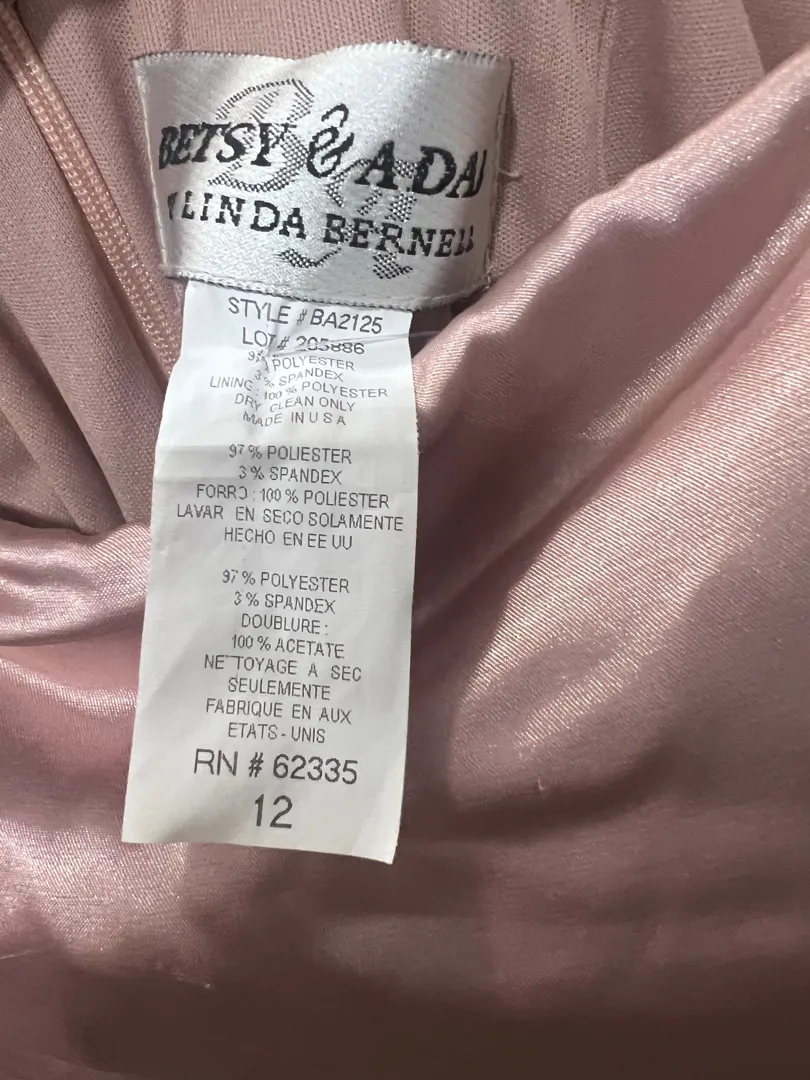 BETSY & ADA
LINDA BERNELL
STYLE # BA2125
LOT # 205886
POLYESTER
3% SPANDEX
LINING: 100% POLYESTER
DRY CLEAN ONLY
MADE IN USA
97% POLIESTER
3% SPANDEX
FORRO: 100% POLIESTER
LAVAR EN SECO SOLAMENTE
HECHO EN EE UU
97% POLYESTER
3% SPANDEX
DOUBLURE:
100% ACETATE
NETTOYAGE A SEC
SEULEMENTE
FABRIQUE EN AUX
ETATS-UNIS
RN # 62335
12